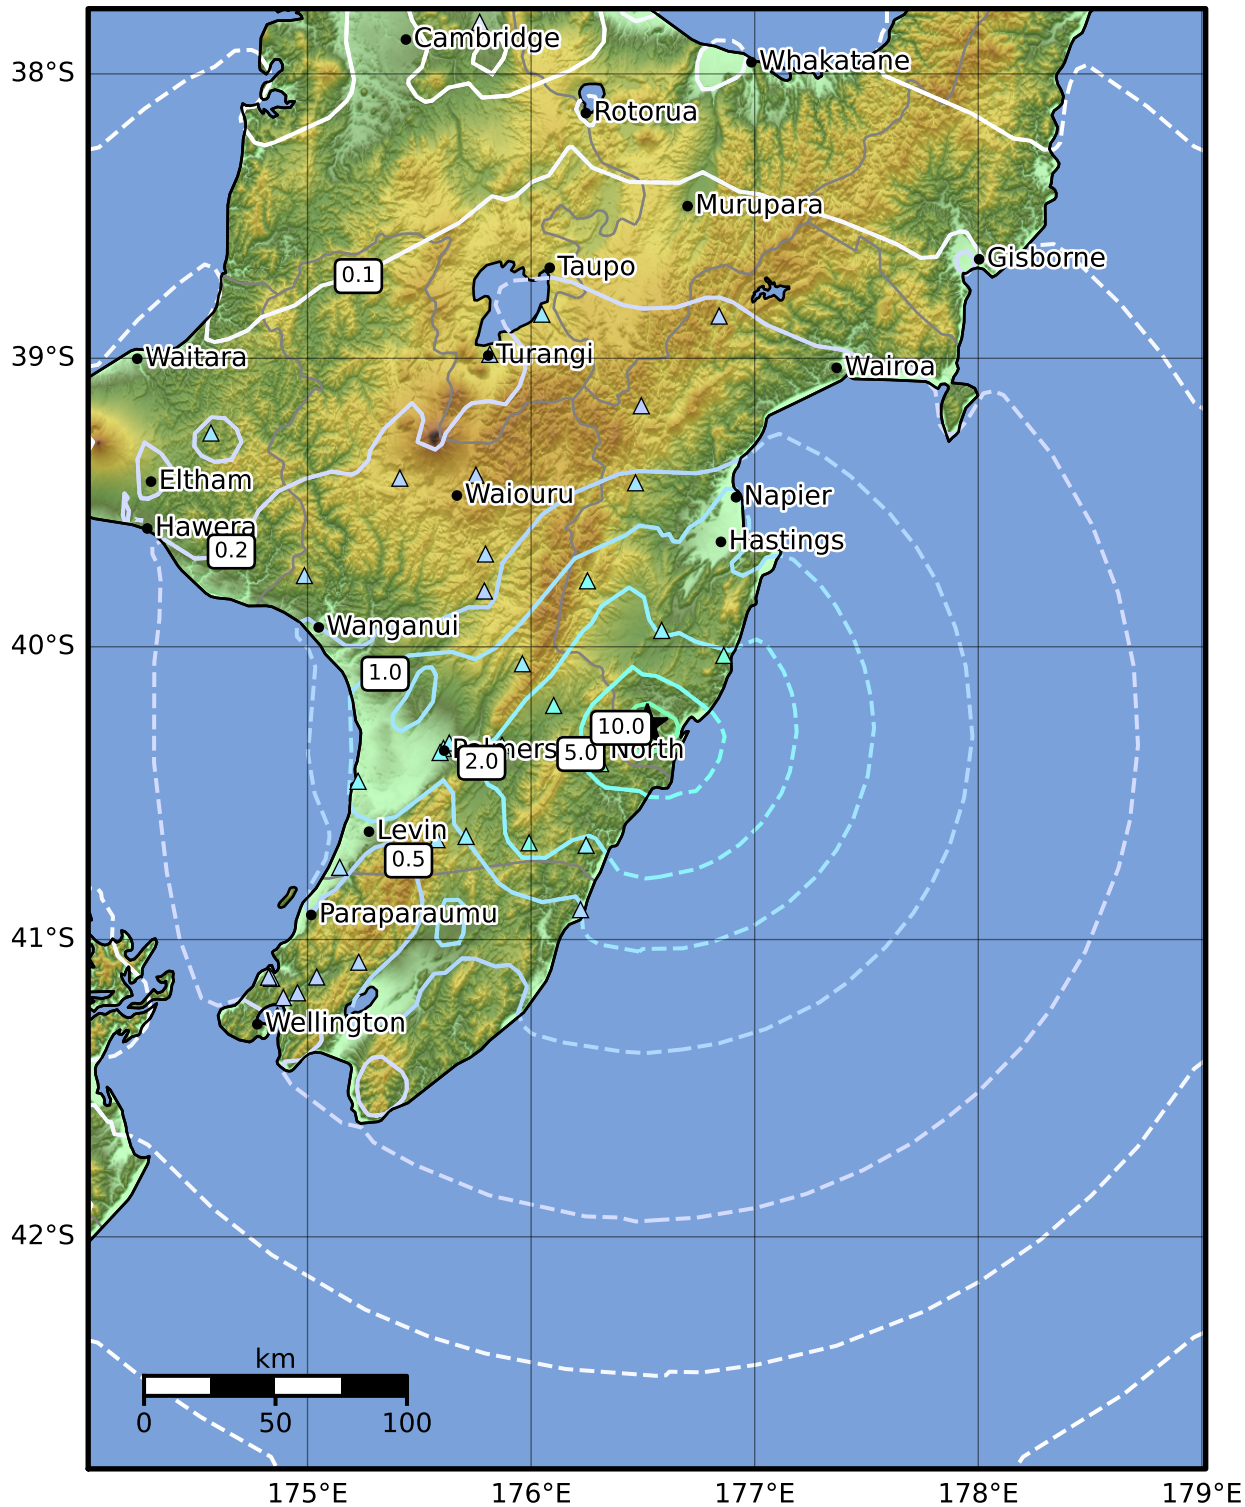 Cambridge
Whakatane
38°S
Rotorua
Murupara
Gisborne
Taupo
0.1
Turangi
39°S
Waitara
Wairoa
Eltham
Waiouru
Napier
Hawera
Hastings
0.2
Wanganui
40°S
1.0
10.0
Palmerston North
5.0
2.0
Levin
0.5
Paraparaumu
41°S
Wellington
42°S
km
0 50 100
175°E 176°E 177°E 178°E 179°E